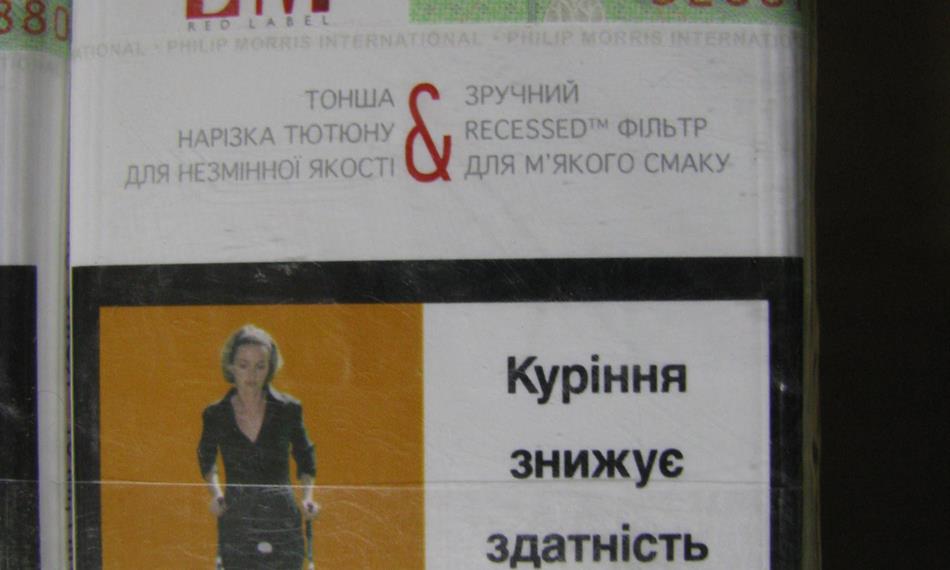 RED LABEL
PHILIP MORRIS INTERNATIONAL • PHILIP MORRIS INTERNATIONAL
ТОНША
НАРІЗКА ТЮТЮНУ
ДЛЯ НЕЗМІННОЇ ЯКОСТІ
&
ЗРУЧНИЙ
RECESSED™ ФІЛЬТР
ДЛЯ М'ЯКОГО СМАКУ
Куріння
знижує
здатність